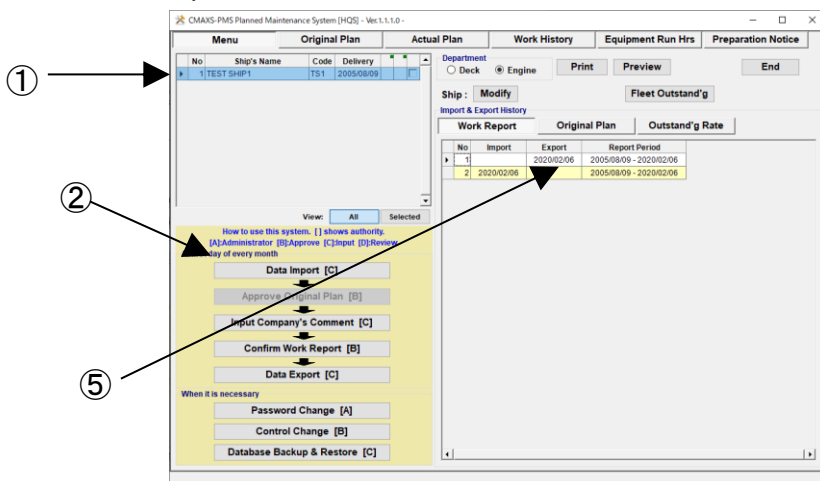 CMAXS-PMS Planned Maintenance System [HQS] - Ver.1.1.1.0 -
Menu Original Plan Actual Plan Work History Equipment Run Hrs Preparation Notice
No Ship's Name Code Delivery
1 TEST SHIP1 TS1 2005/08/09
①
Department
Deck Engine Print Preview End
Ship : Modify Fleet Outstand'g
Import & Export History
Work Report Original Plan Outstand'g Rate
No Import Export Report Period
1 2020/02/06 2005/08/09 - 2020/02/06
2 2020/02/06 2005/08/09 - 2020/02/06
②
View: All Selected
How to use this system. [ ] shows authority.
[A]:Administrator [B]:Approve [C]:Input [D]:Review
day of every month
Data Import [C]
Approve Original Plan [B]
Input Company's Comment [C]
Confirm Work Report [B]
Data Export [C]
⑤
When it is necessary
Password Change [A]
Control Change [B]
Database Backup & Restore [C]